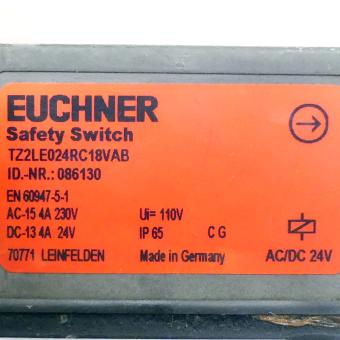 EUCHNER
Safety Switch
TZ2LE024RC18VAB
ID.-NR.: 086130
EN 60947-5-1
AC-15 4A 230V Ui= 110V
DC-13 4A 24V IP 65 C G
70771 LEINFELDEN Made in Germany AC/DC 24V